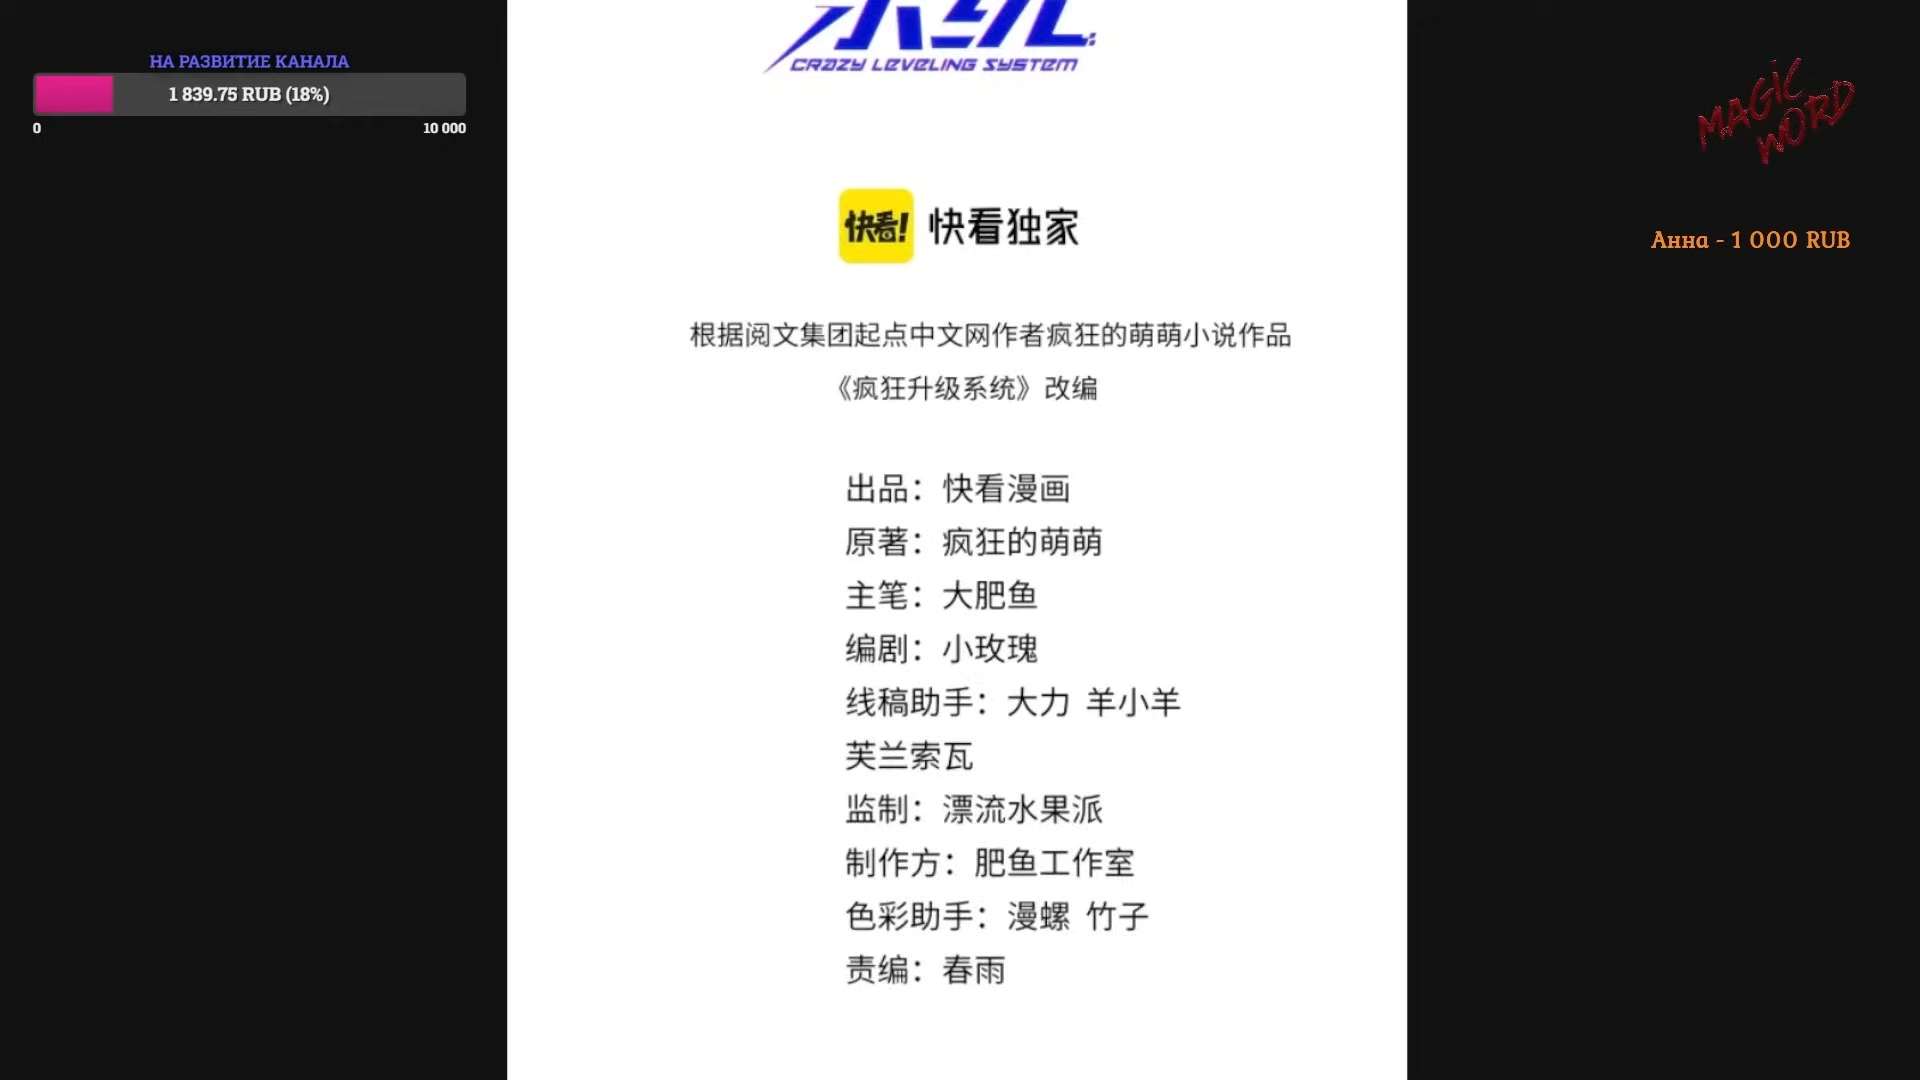 CRAZY LEVELING SYSTEM
НА РАЗВИТИЕ КАНАЛА
1 839.75 RUB (18%)
0
10 000
MAGIC
WORD
Анна - 1 000 RUB
快看! 快看独家
根据阅文集团起点中文网作者疯狂的萌萌小说作品
《疯狂升级系统》改编
出品：快看漫画
原著：疯狂的萌萌
主笔：大肥鱼
编剧：小玫瑰
线稿助手：大力 羊小羊
芙兰索瓦
监制：漂流水果派
制作方：肥鱼工作室
色彩助手：漫螺 竹子
责编：春雨